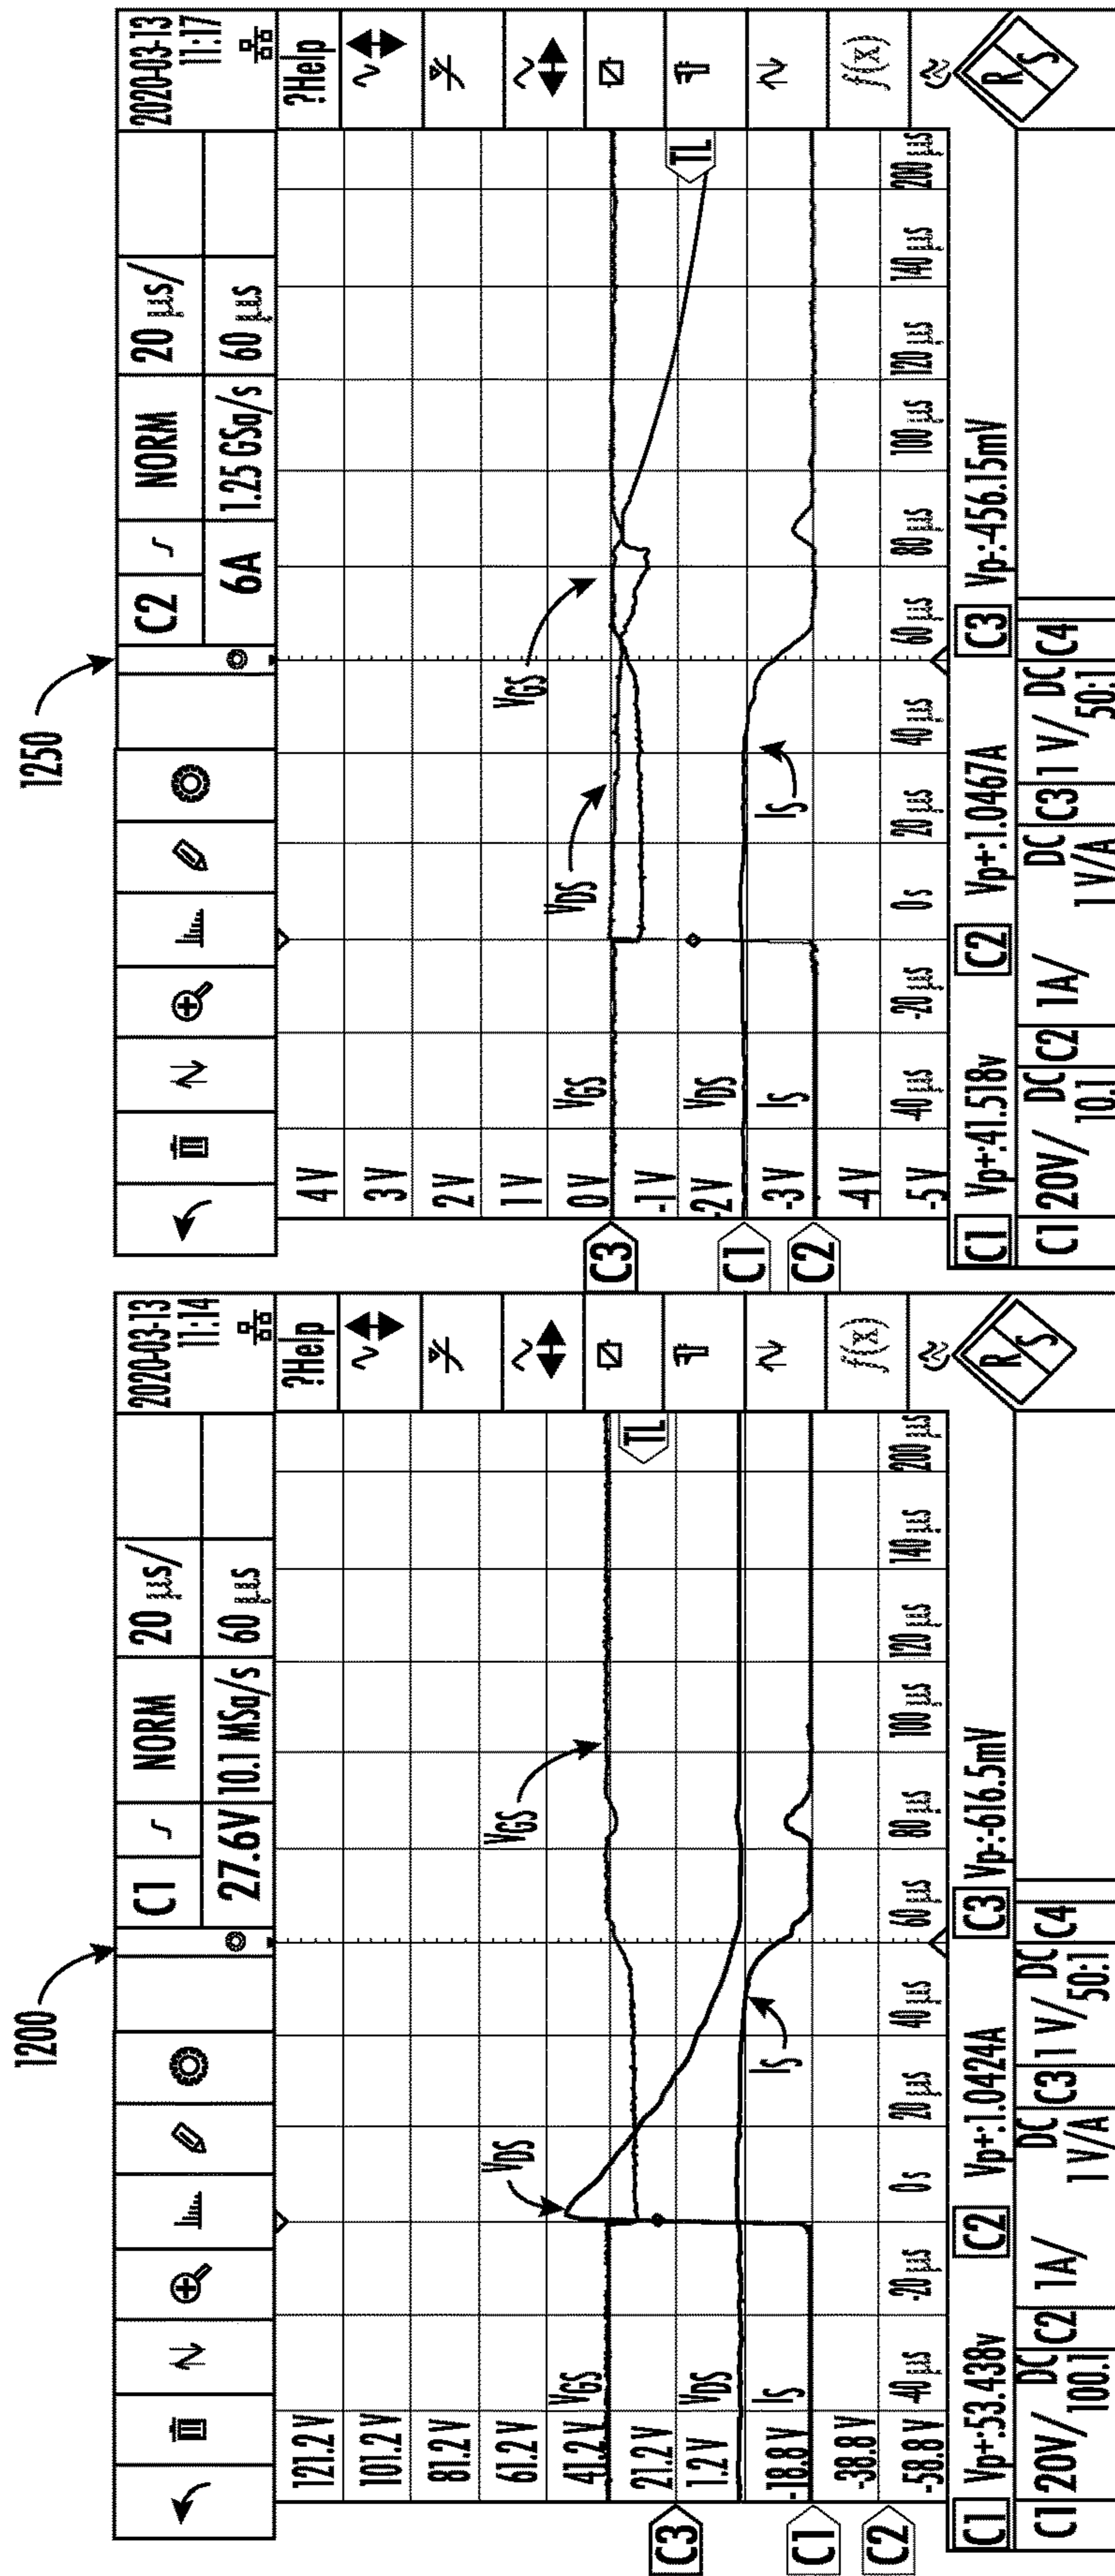 1200
C1
NORM
20 µs/
2020-03-13
11:14
27.6V
10.1 MSa/s
60 µs
?Help
121.2 V
101.2 V
81.2 V
61.2 V
41.2 V
21.2 V
1.2 V
-18.8 V
-38.8 V
-58.8 V
VGS
VDS
IS
VDS
VGS
IS
TL
C3
C1
C2
f(x)
-40 µs
-20 µs
0 s
20 µs
40 µs
60 µs
80 µs
100 µs
120 µs
140 µs
200 µs
C1 Vp+:53.438v
C2 Vp+:1.0424A
C3 Vp-:-616.5mV
R S
C1 20V/ DC 100.1
C2 1A/ DC 1 V/A
C3 1 V/ DC 50:1
C4
1250
C2
NORM
20 µs/
2020-03-13
11:17
6A
1.25 GSa/s
60 µs
?Help
4 V
3 V
2 V
1 V
0 V
-1 V
-2 V
-3 V
-4 V
-5 V
VGS
VDS
IS
VDS
VGS
IS
TL
C3
C1
C2
f(x)
-40 µs
-20 µs
0 s
20 µs
40 µs
60 µs
80 µs
100 µs
120 µs
140 µs
200 µs
C1 Vp+:41.518v
C2 Vp+:1.0467A
C3 Vp-:-456.15mV
R S
C1 20V/ DC 10.1
C2 1A/ DC 1 V/A
C3 1 V/ DC 50:1
C4